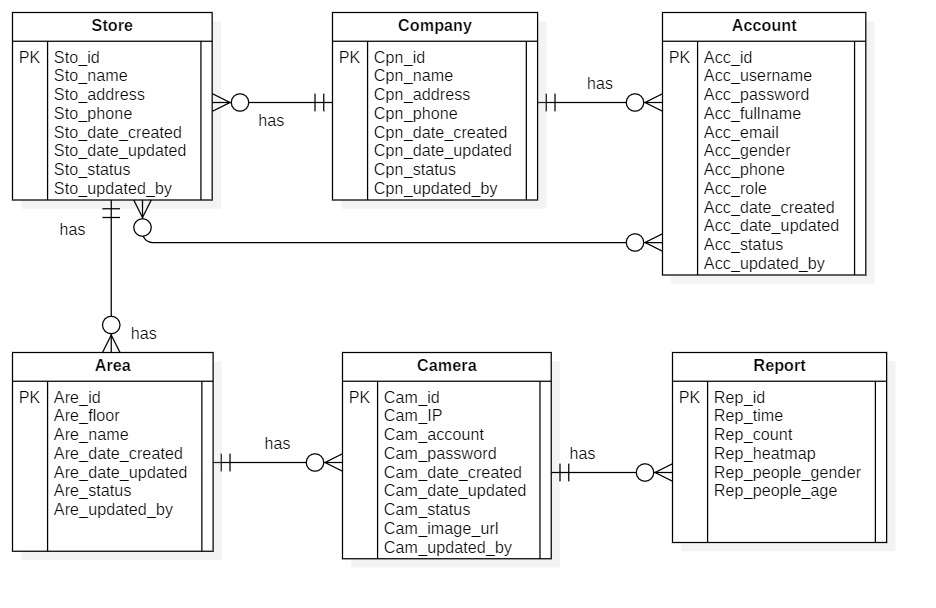 Store
PK Sto_id
Sto_name
Sto_address
Sto_phone
Sto_date_created
Sto_date_updated
Sto_status
Sto_updated_by
has
Company
PK Cpn_id
Cpn_name
Cpn_address
Cpn_phone
Cpn_date_created
Cpn_date_updated
Cpn_status
Cpn_updated_by
has
Account
PK Acc_id
Acc_username
Acc_password
Acc_fullname
Acc_email
Acc_gender
Acc_phone
Acc_role
Acc_date_created
Acc_date_updated
Acc_status
Acc_updated_by
has
has
Area
PK Are_id
Are_floor
Are_name
Are_date_created
Are_date_updated
Are_status
Are_updated_by
has
Camera
PK Cam_id
Cam_IP
Cam_account
Cam_password
Cam_date_created
Cam_date_updated
Cam_status
Cam_image_url
Cam_updated_by
has
Report
PK Rep_id
Rep_time
Rep_count
Rep_heatmap
Rep_people_gender
Rep_people_age